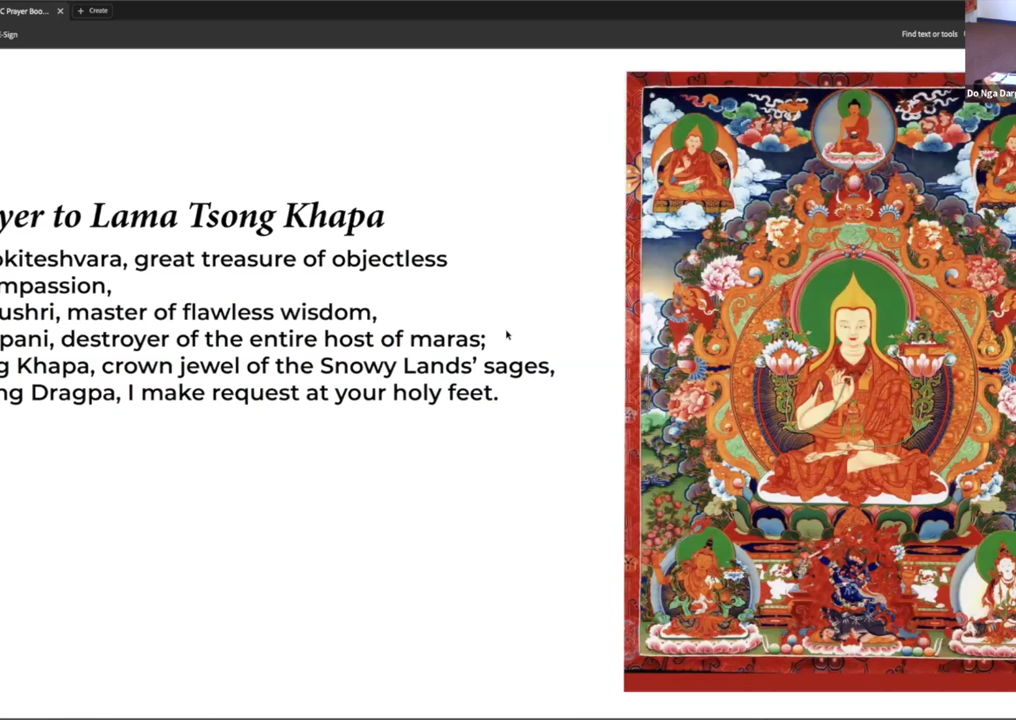 C Prayer Boo...
Create
E-Sign
Find text or tools
Do Nga Darg
yer to Lama Tsong Khapa
okiteshvara, great treasure of objectless
mpassion,
ushri, master of flawless wisdom,
pani, destroyer of the entire host of maras;
g Khapa, crown jewel of the Snowy Lands’ sages,
ng Dragpa, I make request at your holy feet.